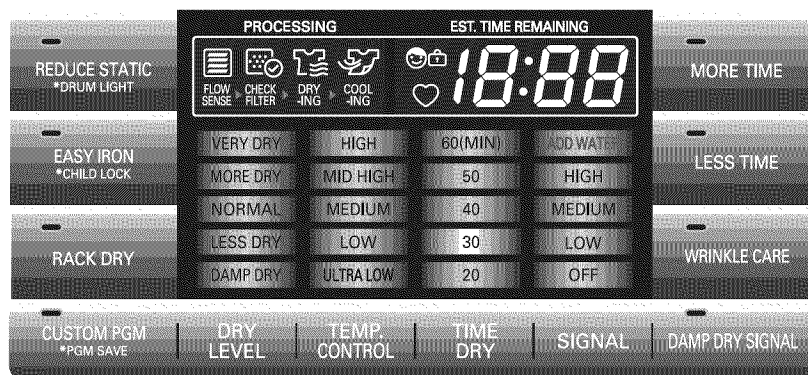 PROCESSING
EST. TIME REMAINING
FLOW SENSE
CHECK FILTER
DRY -ING
COOL -ING
18:88
REDUCE STATIC
*DRUM LIGHT
EASY IRON
*CHILD LOCK
RACK DRY
VERY DRY HIGH 60(MIN) ADD WATER
MORE DRY MID HIGH 50 HIGH
NORMAL MEDIUM 40 MEDIUM
LESS DRY LOW 30 LOW
DAMP DRY ULTRA LOW 20 OFF
MORE TIME
LESS TIME
WRINKLE CARE
CUSTOM PGM
*PGM SAVE
DRY LEVEL
TEMP. CONTROL
TIME DRY
SIGNAL
DAMP DRY SIGNAL